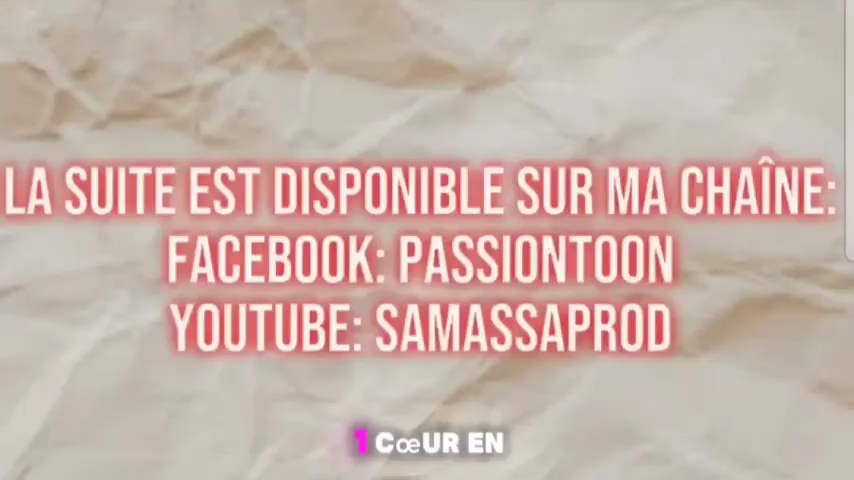 LA SUITE EST DISPONIBLE SUR MA CHAÎNE:
FACEBOOK: PASSIONTOON
YOUTUBE: SAMASSAPROD
1 CœUR EN